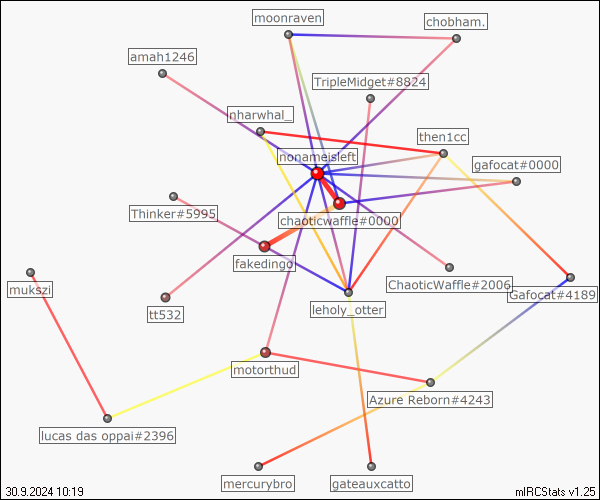 moonraven
chobham.
amah1246
TripleMidget#8824
nharwhal_
then1cc
nonameisleft
gafocat#0000
Thinker#5995
chaoticwaffle#0000
fakedingo
mukszi
ChaoticWaffle#2006
Gafocat#4189
tt532
leholy_otter
motorthud
Azure Reborn#4243
lucas das oppai#2396
mercurybro
gateauxcatto
30.9.2024 10:19
mIRCStats v1.25